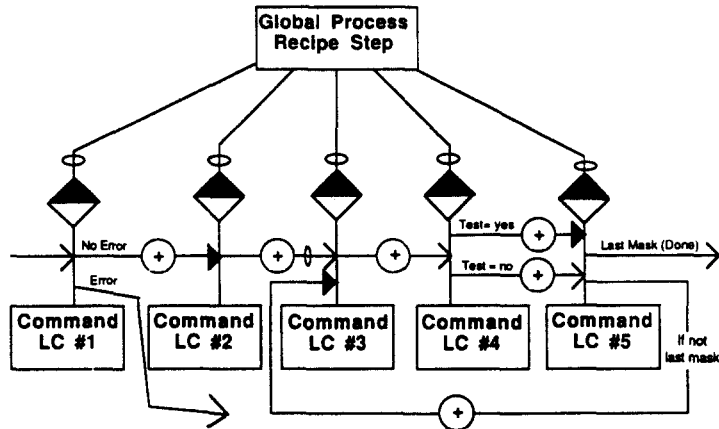 Global Process
Recipe Step
No Error
+
+
+
Test= yes
+
Last Mask (Done)
Error
Test = no
+
Command
LC #1
Command
LC #2
Command
LC #3
Command
LC #4
Command
LC #5
If not
last mask
+